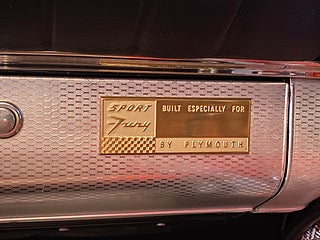 SPORT
Fury
BUILT ESPECIALLY FOR
BY PLYMOUTH